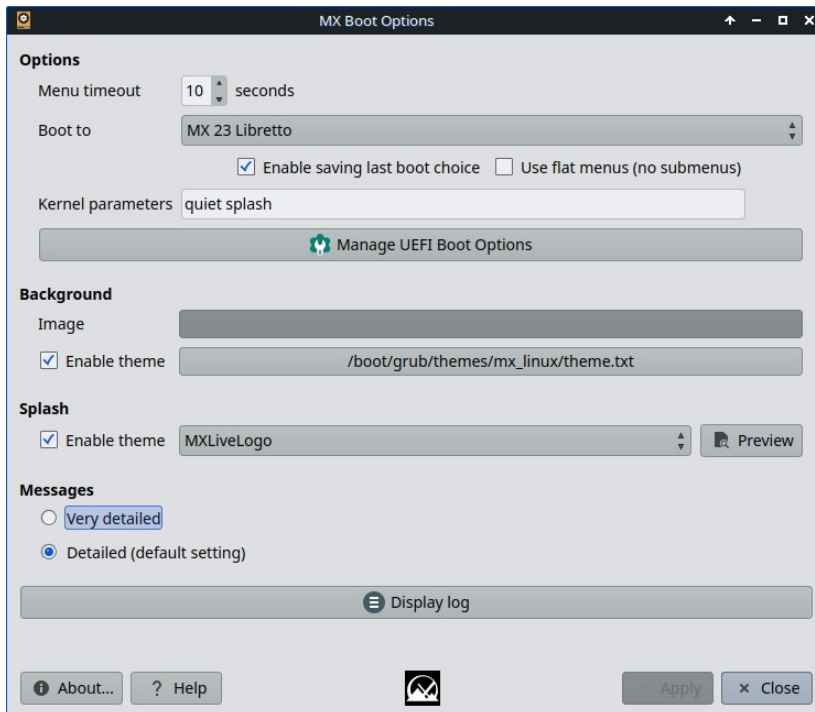 MX Boot Options
Options
Menu timeout 10 seconds
Boot to MX 23 Libretto
Enable saving last boot choice Use flat menus (no submenus)
Kernel parameters quiet splash
Manage UEFI Boot Options
Background
Image
Enable theme /boot/grub/themes/mx_linux/theme.txt
Splash
Enable theme MXLiveLogo Preview
Messages
Very detailed
Detailed (default setting)
Display log
About... ? Help Apply Close